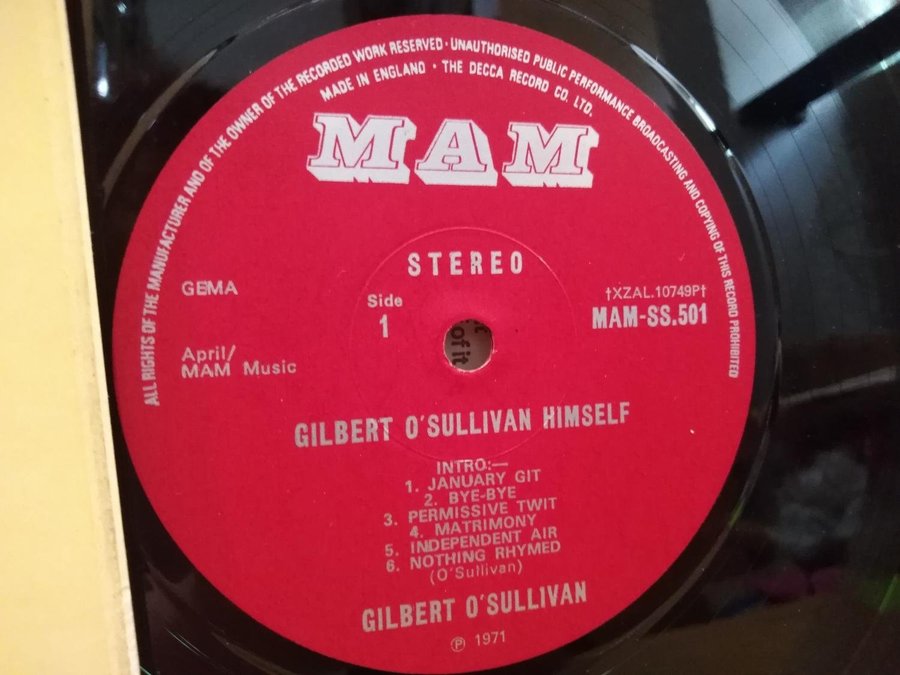 ALL RIGHTS OF THE MANUFACTURER AND OF THE OWNER OF THE RECORDED WORK RESERVED · UNAUTHORISED PUBLIC PERFORMANCE BROADCASTING AND COPYING OF THIS RECORD PROHIBITED
MADE IN ENGLAND · THE DECCA RECORD CO. LTD.
MAM
STEREO
GEMA
Side
1
†XZAL.10749P†
MAM-SS.501
April/
MAM Music
ofit
GILBERT O'SULLIVAN HIMSELF
INTRO:—
1. JANUARY GIT
2. BYE-BYE
3. PERMISSIVE TWIT
4. MATRIMONY
5. INDEPENDENT AIR
6. NOTHING RHYMED
(O'Sullivan)
GILBERT O'SULLIVAN
℗ 1971